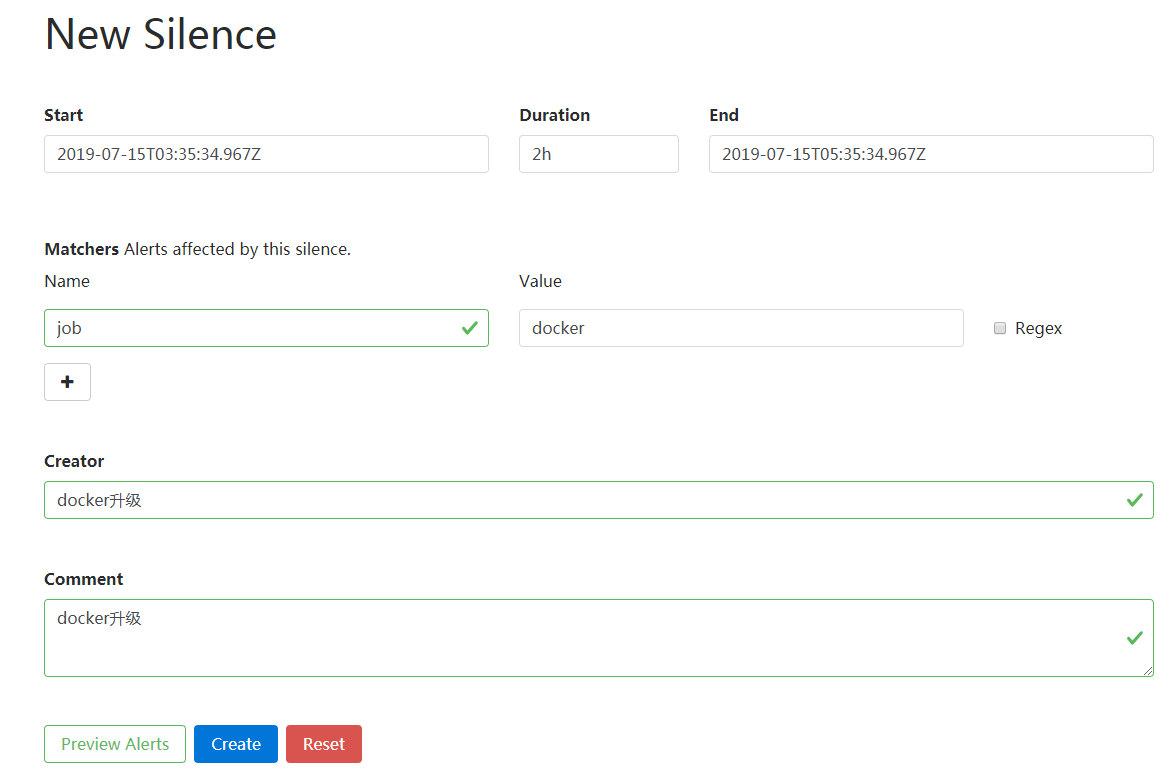 New Silence
Start Duration End
2019-07-15T03:35:34.967Z 2h 2019-07-15T05:35:34.967Z
Matchers Alerts affected by this silence.
Name Value
job docker Regex
Creator
docker升级
Comment
docker升级
Preview Alerts Create Reset